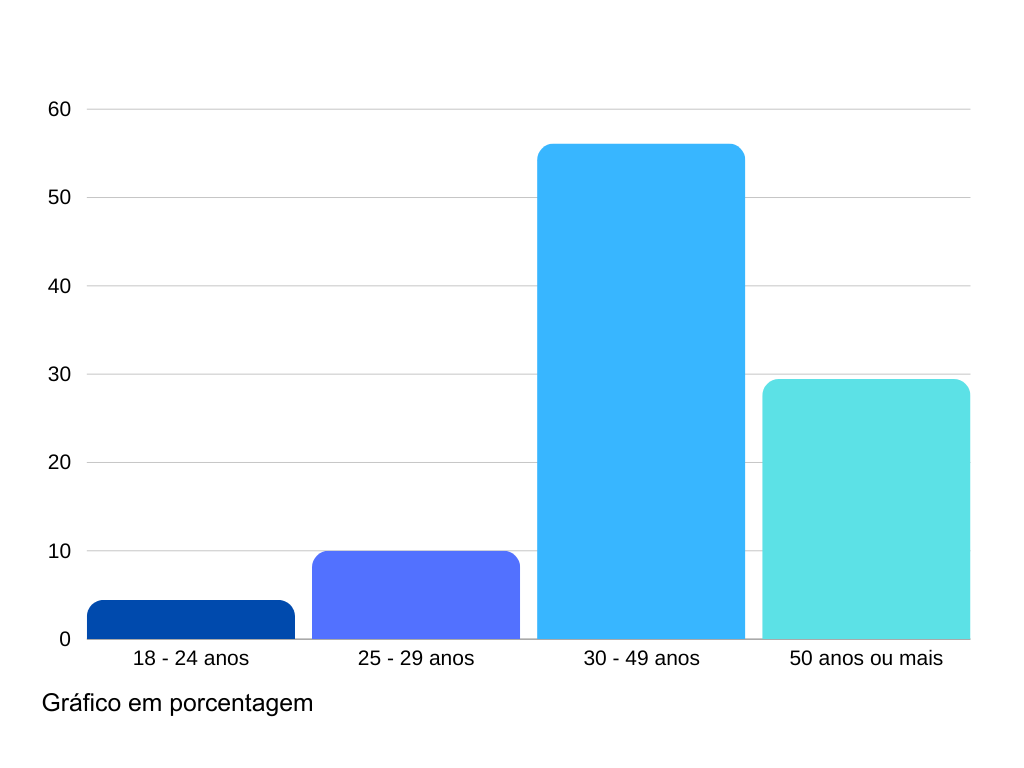 60
50
40
30
20
10
0
18 - 24 anos
25 - 29 anos
30 - 49 anos
50 anos ou mais
Gráfico em porcentagem